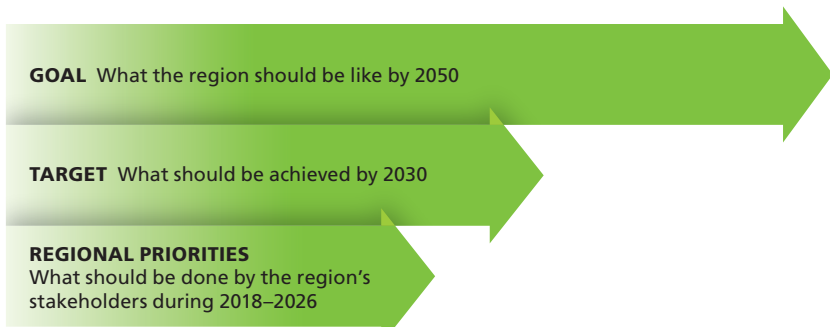 GOAL What the region should be like by 2050
TARGET What should be achieved by 2030
REGIONAL PRIORITIES
What should be done by the region's
stakeholders during 2018–2026